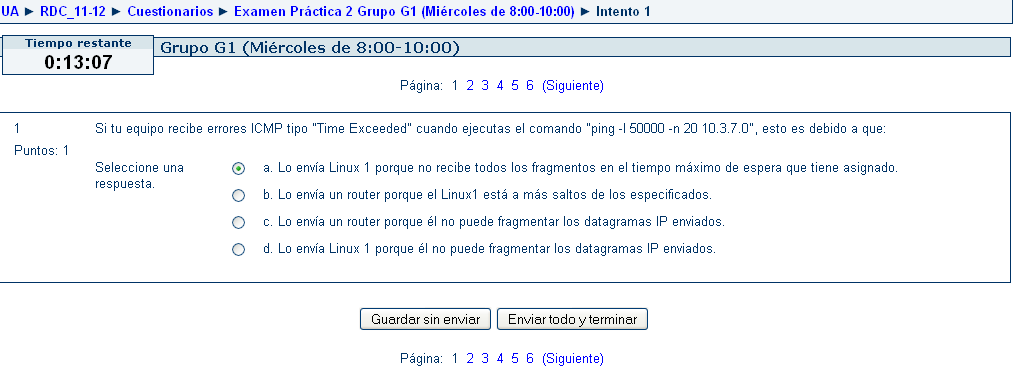 UA ► RDC_11-12 ► Cuestionarios ► Examen Práctica 2 Grupo G1 (Miércoles de 8:00-10:00) ► Intento 1
Tiempo restante
0:13:07
Grupo G1 (Miércoles de 8:00-10:00)
Página: 1 2 3 4 5 6 (Siguiente)
1
Si tu equipo recibe errores ICMP tipo "Time Exceeded" cuando ejecutas el comando "ping -l 50000 -n 20 10.3.7.0", esto es debido a que:
Puntos: 1
Seleccione una
respuesta.
a. Lo envía Linux 1 porque no recibe todos los fragmentos en el tiempo máximo de espera que tiene asignado.
b. Lo envía un router porque el Linux1 está a más saltos de los especificados.
c. Lo envía un router porque él no puede fragmentar los datagramas IP enviados.
d. Lo envía Linux 1 porque él no puede fragmentar los datagramas IP enviados.
Guardar sin enviar
Enviar todo y terminar
Página: 1 2 3 4 5 6 (Siguiente)